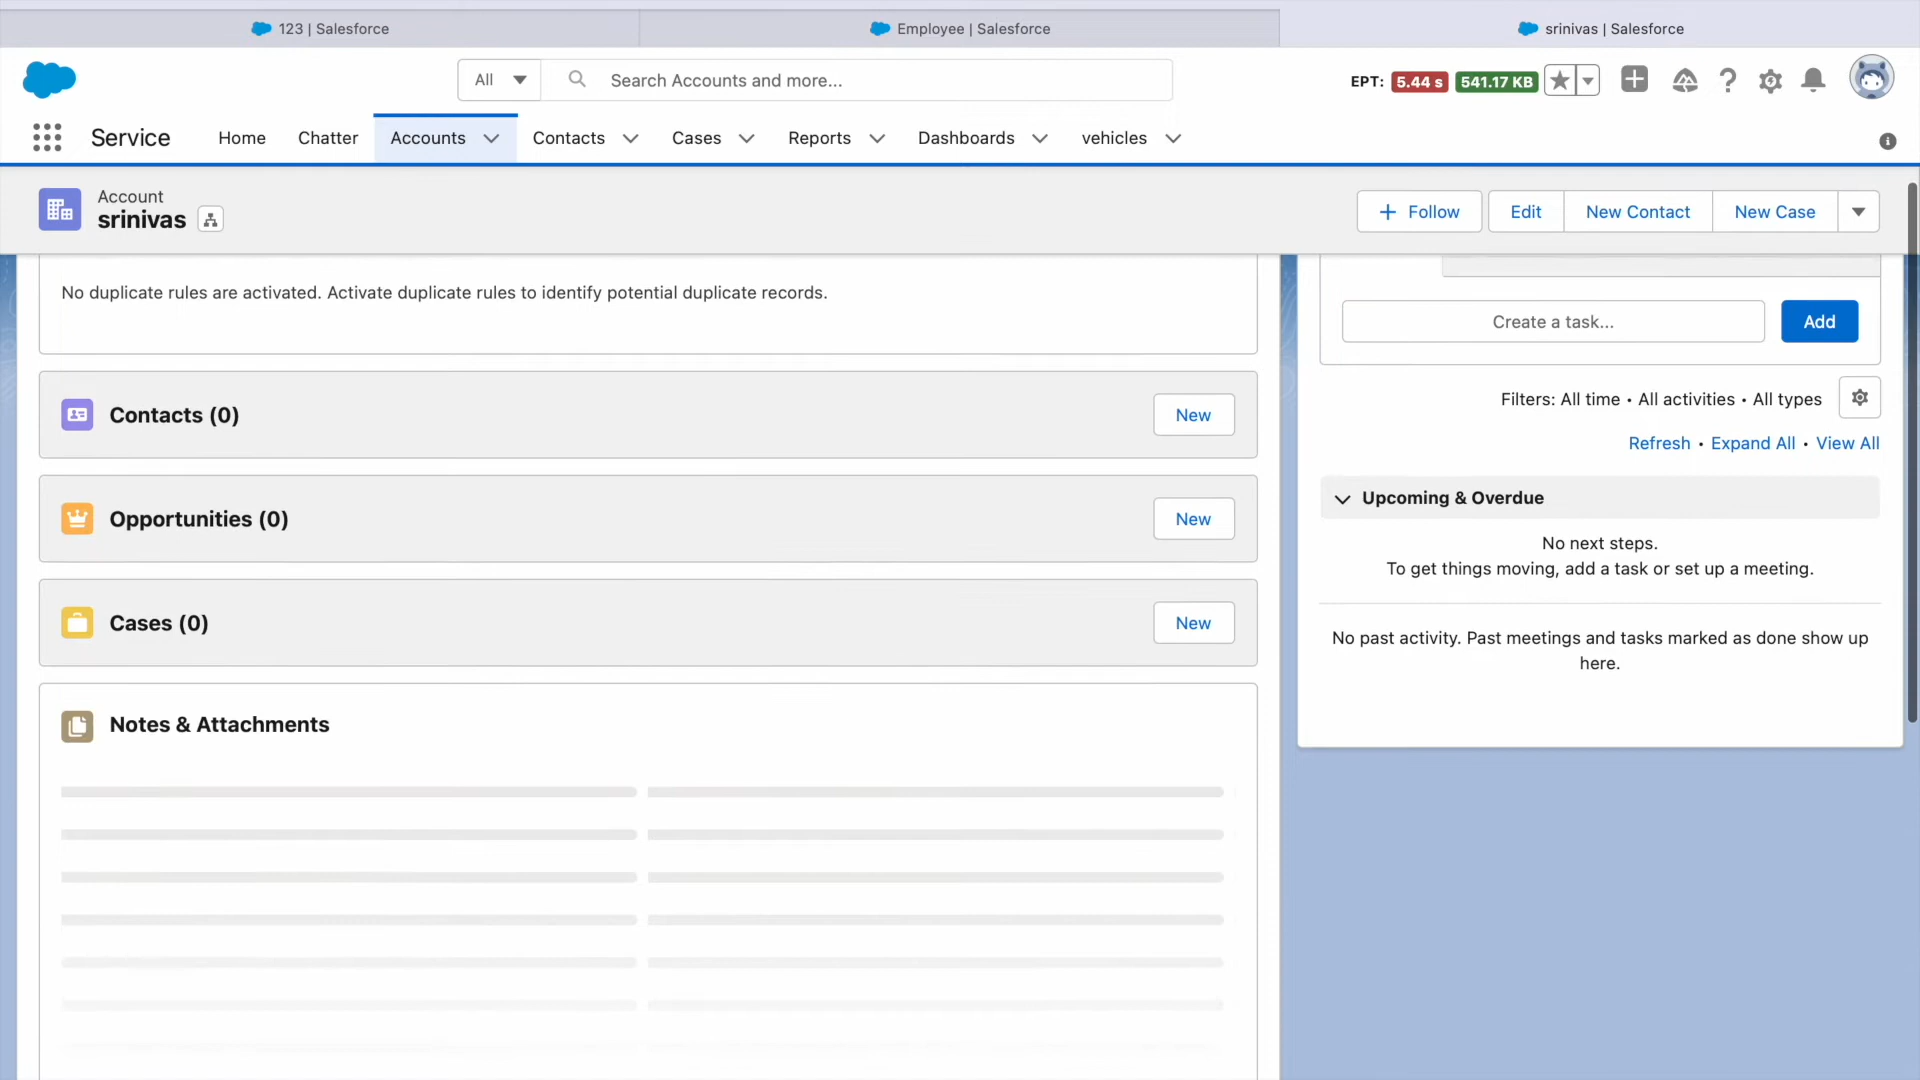 123 | Salesforce
Employee | Salesforce
srinivas | Salesforce
All
Search Accounts and more...
EPT: 5.44 s 541.17 KB
Service
Home
Chatter
Accounts
Contacts
Cases
Reports
Dashboards
vehicles
Account
srinivas
Follow
Edit
New Contact
New Case
No duplicate rules are activated. Activate duplicate rules to identify potential duplicate records.
Contacts (0)
New
Opportunities (0)
New
Cases (0)
New
Notes & Attachments
Create a task...
Add
Filters: All time • All activities • All types
Refresh • Expand All • View All
Upcoming & Overdue
No next steps.
To get things moving, add a task or set up a meeting.
No past activity. Past meetings and tasks marked as done show up
here.